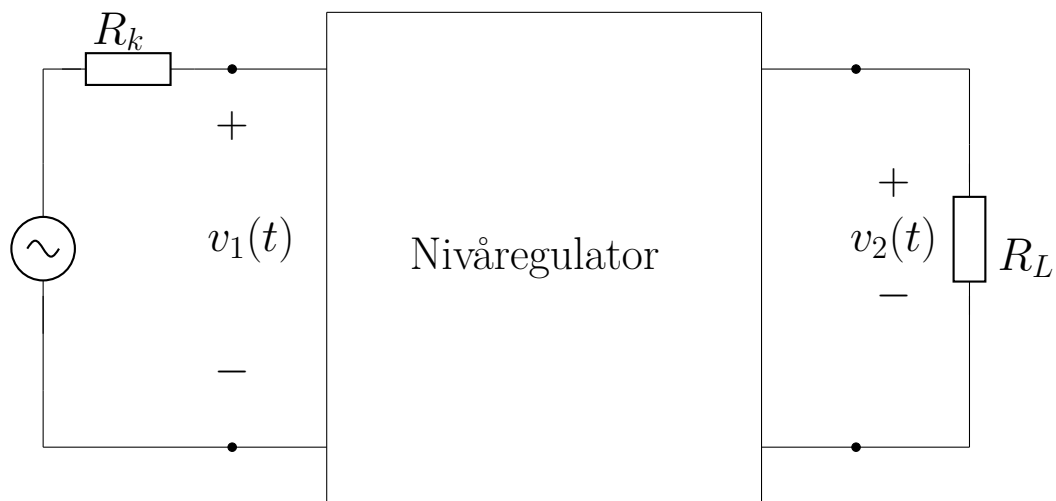 R_k
+
+
v_1(t)
Nivåregulator
v_2(t)
R_L
−
−